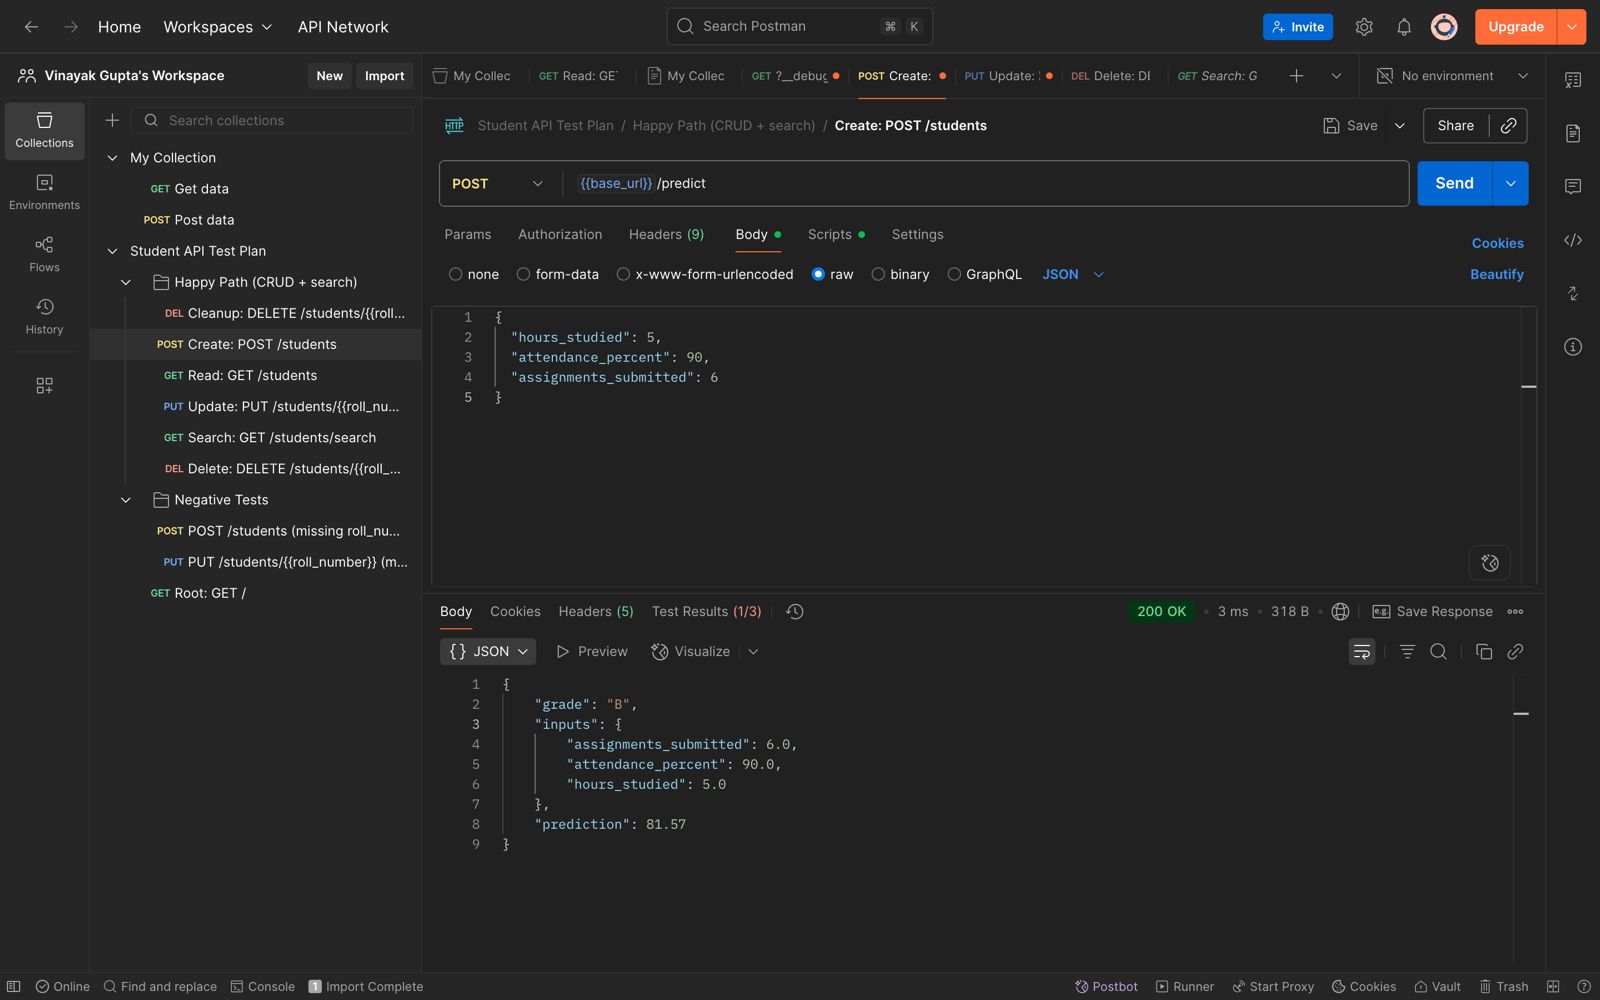 Home Workspaces API Network Search Postman ⌘ K Invite Upgrade
Vinayak Gupta's Workspace New Import
My Collec GET Read: GE My Collec GET ?__debug POST Create: PUT Update: DEL Delete: DE GET Search: G No environment
Collections
Environments
Flows
History
Search collections
My Collection
GET Get data
POST Post data
Student API Test Plan
Happy Path (CRUD + search)
DEL Cleanup: DELETE /students/{{roll...
POST Create: POST /students
GET Read: GET /students
PUT Update: PUT /students/{{roll_nu...
GET Search: GET /students/search
DEL Delete: DELETE /students/{{roll_...
Negative Tests
POST POST /students (missing roll_nu...
PUT PUT /students/{{roll_number}} (m...
GET Root: GET /
HTTP Student API Test Plan / Happy Path (CRUD + search) / Create: POST /students Save Share
POST {{base_url}} /predict Send
Params Authorization Headers (9) Body Scripts Settings Cookies
none form-data x-www-form-urlencoded raw binary GraphQL JSON Beautify
1 {
2 "hours_studied": 5,
3 "attendance_percent": 90,
4 "assignments_submitted": 6
5 }
Body Cookies Headers (5) Test Results (1/3) 200 OK • 3 ms • 318 B • e.g. Save Response
{} JSON Preview Visualize
1 {
2 "grade": "B",
3 "inputs": {
4 "assignments_submitted": 6.0,
5 "attendance_percent": 90.0,
6 "hours_studied": 5.0
7 },
8 "prediction": 81.57
9 }
Online Find and replace Console 1 Import Complete Postbot Runner Start Proxy Cookies Vault Trash